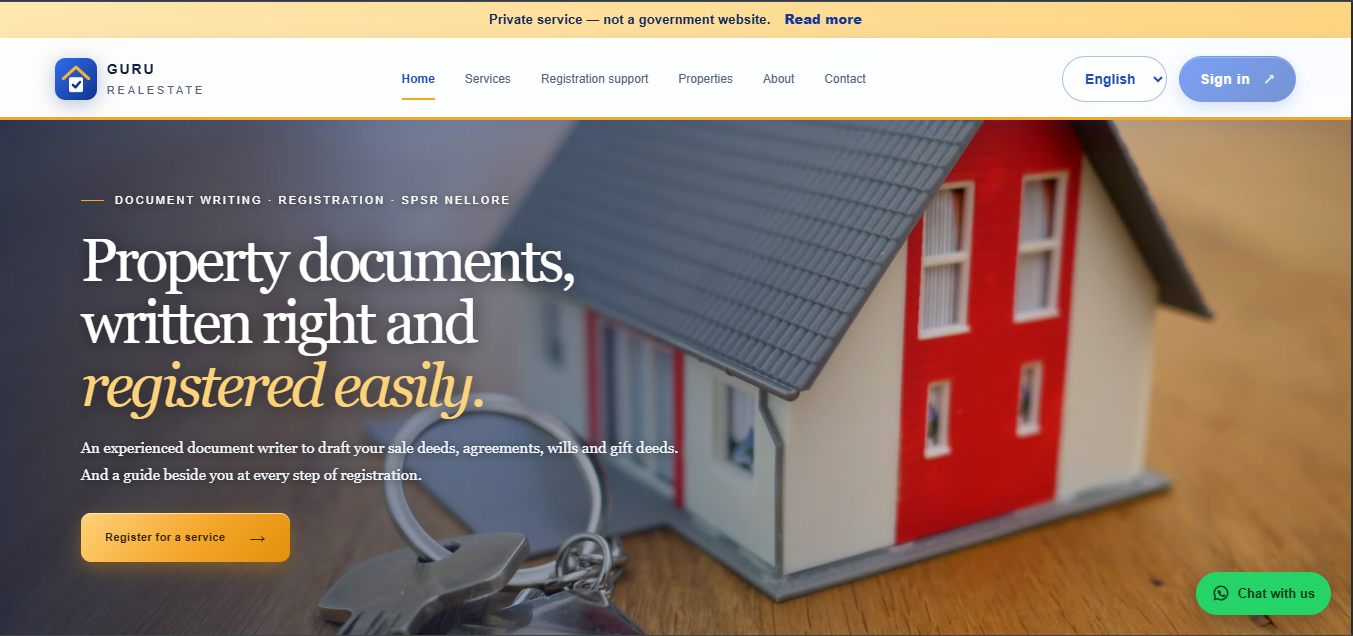 Private service — not a government website. Read more
GURU
REALESTATE
Home Services Registration support Properties About Contact
English
Sign in ↗
DOCUMENT WRITING · REGISTRATION · SPSR NELLORE
Property documents,
written right and
registered easily.
An experienced document writer to draft your sale deeds, agreements, wills and gift deeds.
And a guide beside you at every step of registration.
Register for a service →
Chat with us